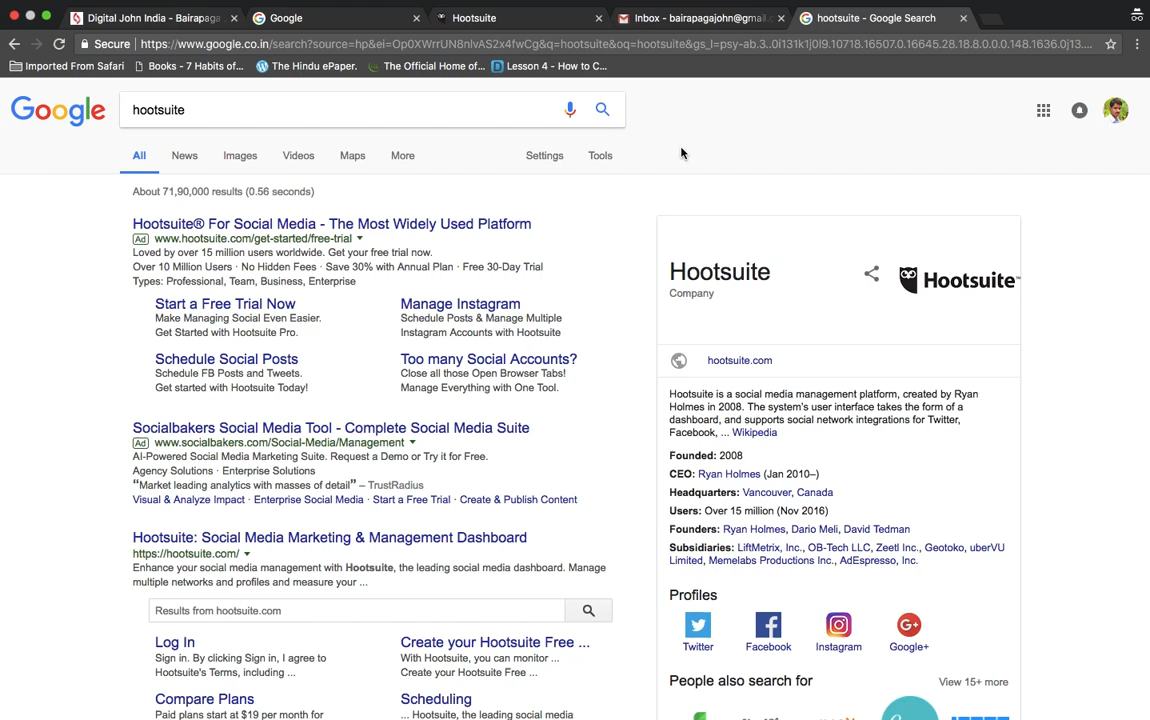 Digital John India - Bairapaga
Google
Hootsuite
Inbox - bairapagajohn@gmail.
hootsuite - Google Search
Secure
https://www.google.co.in/search?source=hp&ei=Op0XWrrUN8nlvAS2x4fwCg&q=hootsuite&oq=hootsuite&gs_l=psy-ab.3..0i131k1j0l9.10718.16507.0.16645.28.18.8.0.0.0.148.1636.0j13....
Imported From Safari
Books - 7 Habits of...
The Hindu ePaper.
The Official Home of...
Lesson 4 - How to C...
Google
hootsuite
All
News
Images
Videos
Maps
More
Settings
Tools
About 71,90,000 results (0.56 seconds)
Hootsuite® For Social Media - The Most Widely Used Platform
Ad www.hootsuite.com/get-started/free-trial
Loved by over 15 million users worldwide. Get your free trial now.
Over 10 Million Users · No Hidden Fees · Save 30% with Annual Plan · Free 30-Day Trial
Types: Professional, Team, Business, Enterprise
Start a Free Trial Now
Make Managing Social Even Easier.
Get Started with Hootsuite Pro.
Manage Instagram
Schedule Posts & Manage Multiple
Instagram Accounts with Hootsuite
Schedule Social Posts
Schedule FB Posts and Tweets.
Get started with Hootsuite Today!
Too many Social Accounts?
Close all those Open Browser Tabs!
Manage Everything with One Tool.
Socialbakers Social Media Tool - Complete Social Media Suite
Ad www.socialbakers.com/Social-Media/Management
AI-Powered Social Media Marketing Suite. Request a Demo or Try it for Free.
Agency Solutions · Enterprise Solutions
“Market leading analytics with masses of detail” – TrustRadius
Visual & Analyze Impact · Enterprise Social Media · Start a Free Trial · Create & Publish Content
Hootsuite: Social Media Marketing & Management Dashboard
https://hootsuite.com/
Enhance your social media management with Hootsuite, the leading social media dashboard. Manage
multiple networks and profiles and measure your ...
Results from hootsuite.com
Log In
Sign in. By clicking Sign in, I agree to
Hootsuite's Terms, including ...
Create your Hootsuite Free ...
With Hootsuite, you can monitor ...
Create your Hootsuite Free ...
Compare Plans
Paid plans start at $19 per month for
Scheduling
... Hootsuite, the leading social media
Hootsuite
Company
Hootsuite™
hootsuite.com
Hootsuite is a social media management platform, created by Ryan
Holmes in 2008. The system's user interface takes the form of a
dashboard, and supports social network integrations for Twitter,
Facebook, ... Wikipedia
Founded: 2008
CEO: Ryan Holmes (Jan 2010–)
Headquarters: Vancouver, Canada
Users: Over 15 million (Nov 2016)
Founders: Ryan Holmes, Dario Meli, David Tedman
Subsidiaries: LiftMetrix, Inc., OB-Tech LLC, Zeetl Inc., Geotoko, uberVU
Limited, Memelabs Productions Inc., AdEspresso, Inc.
Profiles
Twitter
Facebook
Instagram
Google+
People also search for
View 15+ more